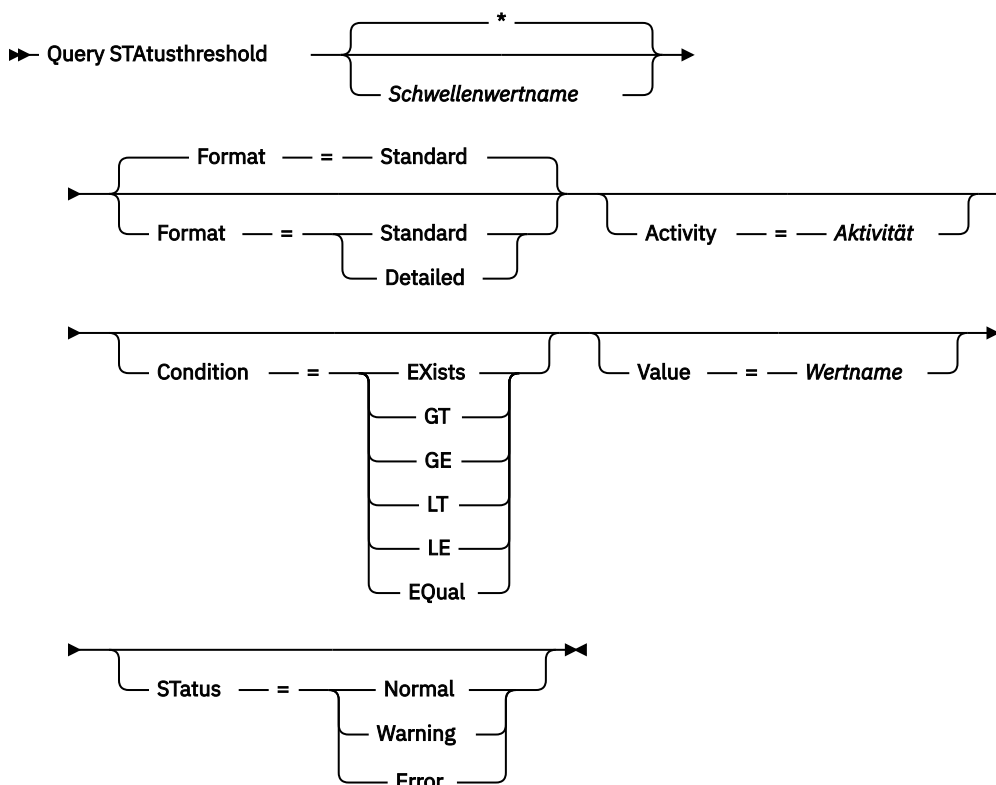 *
Query STAtusthreshold
Schwellenwertname
Format = Standard
Format = Standard
Detailed
Activity = Aktivität
Condition = EXists
GT
GE
LT
LE
EQual
Value = Wertname
STatus = Normal
Warning
Error